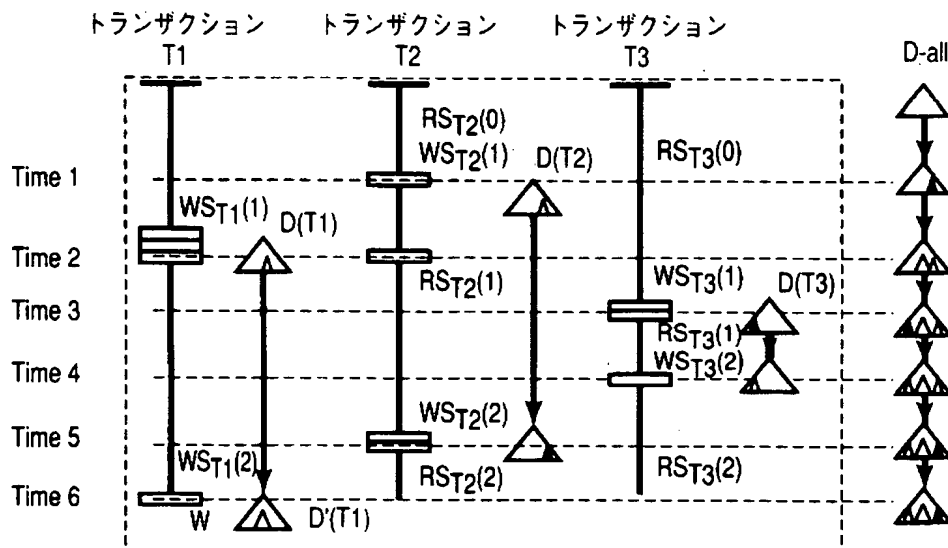 トランザクション トランザクション トランザクション
T1 T2 T3 D-all
RST2(0)
WST2(1) D(T2) RST3(0)
Time 1
WST1(1) D(T1)
Time 2
RST2(1) WST3(1) D(T3)
Time 3
RST3(1)
WST3(2)
Time 4
WST2(2)
Time 5
WST1(2) RST2(2) RST3(2)
Time 6
W D'(T1)